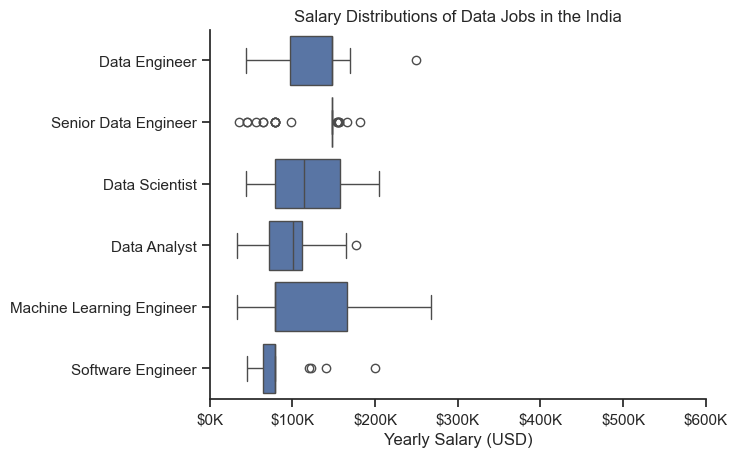 Salary Distributions of Data Jobs in the India
Data Engineer
Senior Data Engineer
Data Scientist
Data Analyst
Machine Learning Engineer
Software Engineer
$0K $100K $200K $300K $400K $500K $600K
Yearly Salary (USD)